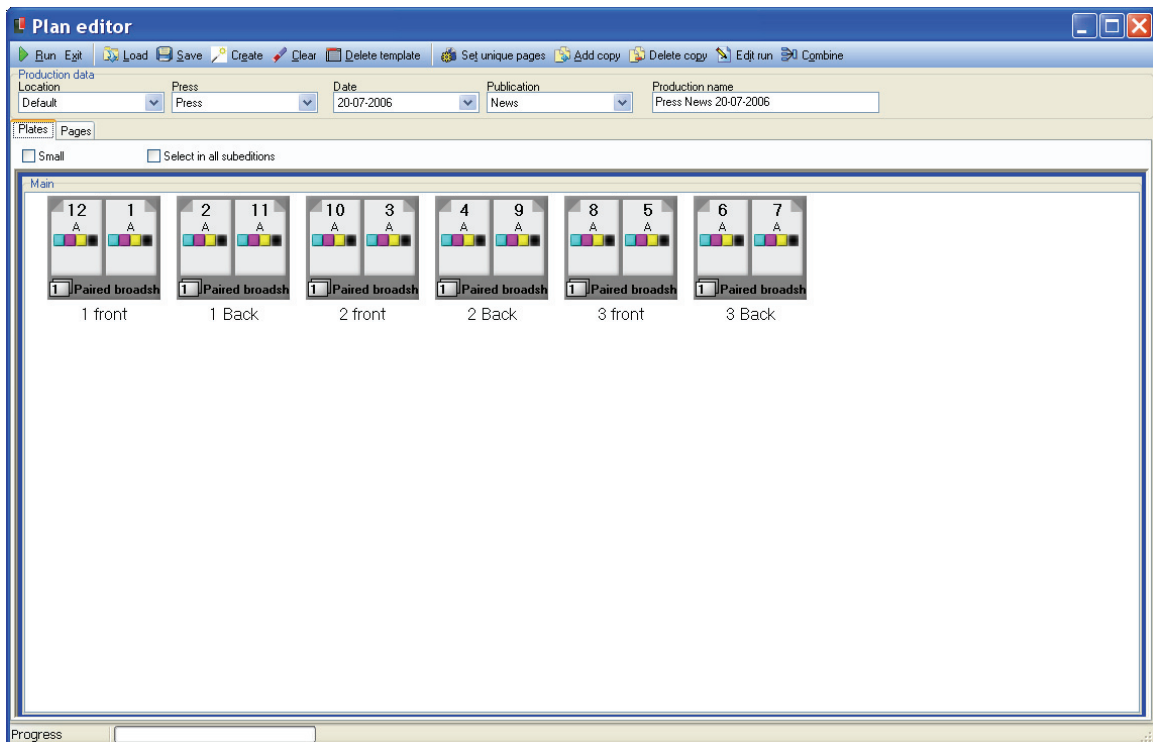 Plan editor
Run Exit Load Save Create Clear Delete template Set unique pages Add copy Delete copy Edit run Combine
Production data
Location Press Date Publication Production name
Default Press 20-07-2006 News Press News 20-07-2006
Plates Pages
Small Select in all subeditions
Main
12 1 2 11 10 3 4 9 8 5 6 7
A A A A A A A A A A A A
1 Paired broadsh 1 Paired broadsh 1 Paired broadsh 1 Paired broadsh 1 Paired broadsh 1 Paired broadsh
1 front 1 Back 2 front 2 Back 3 front 3 Back
Progress